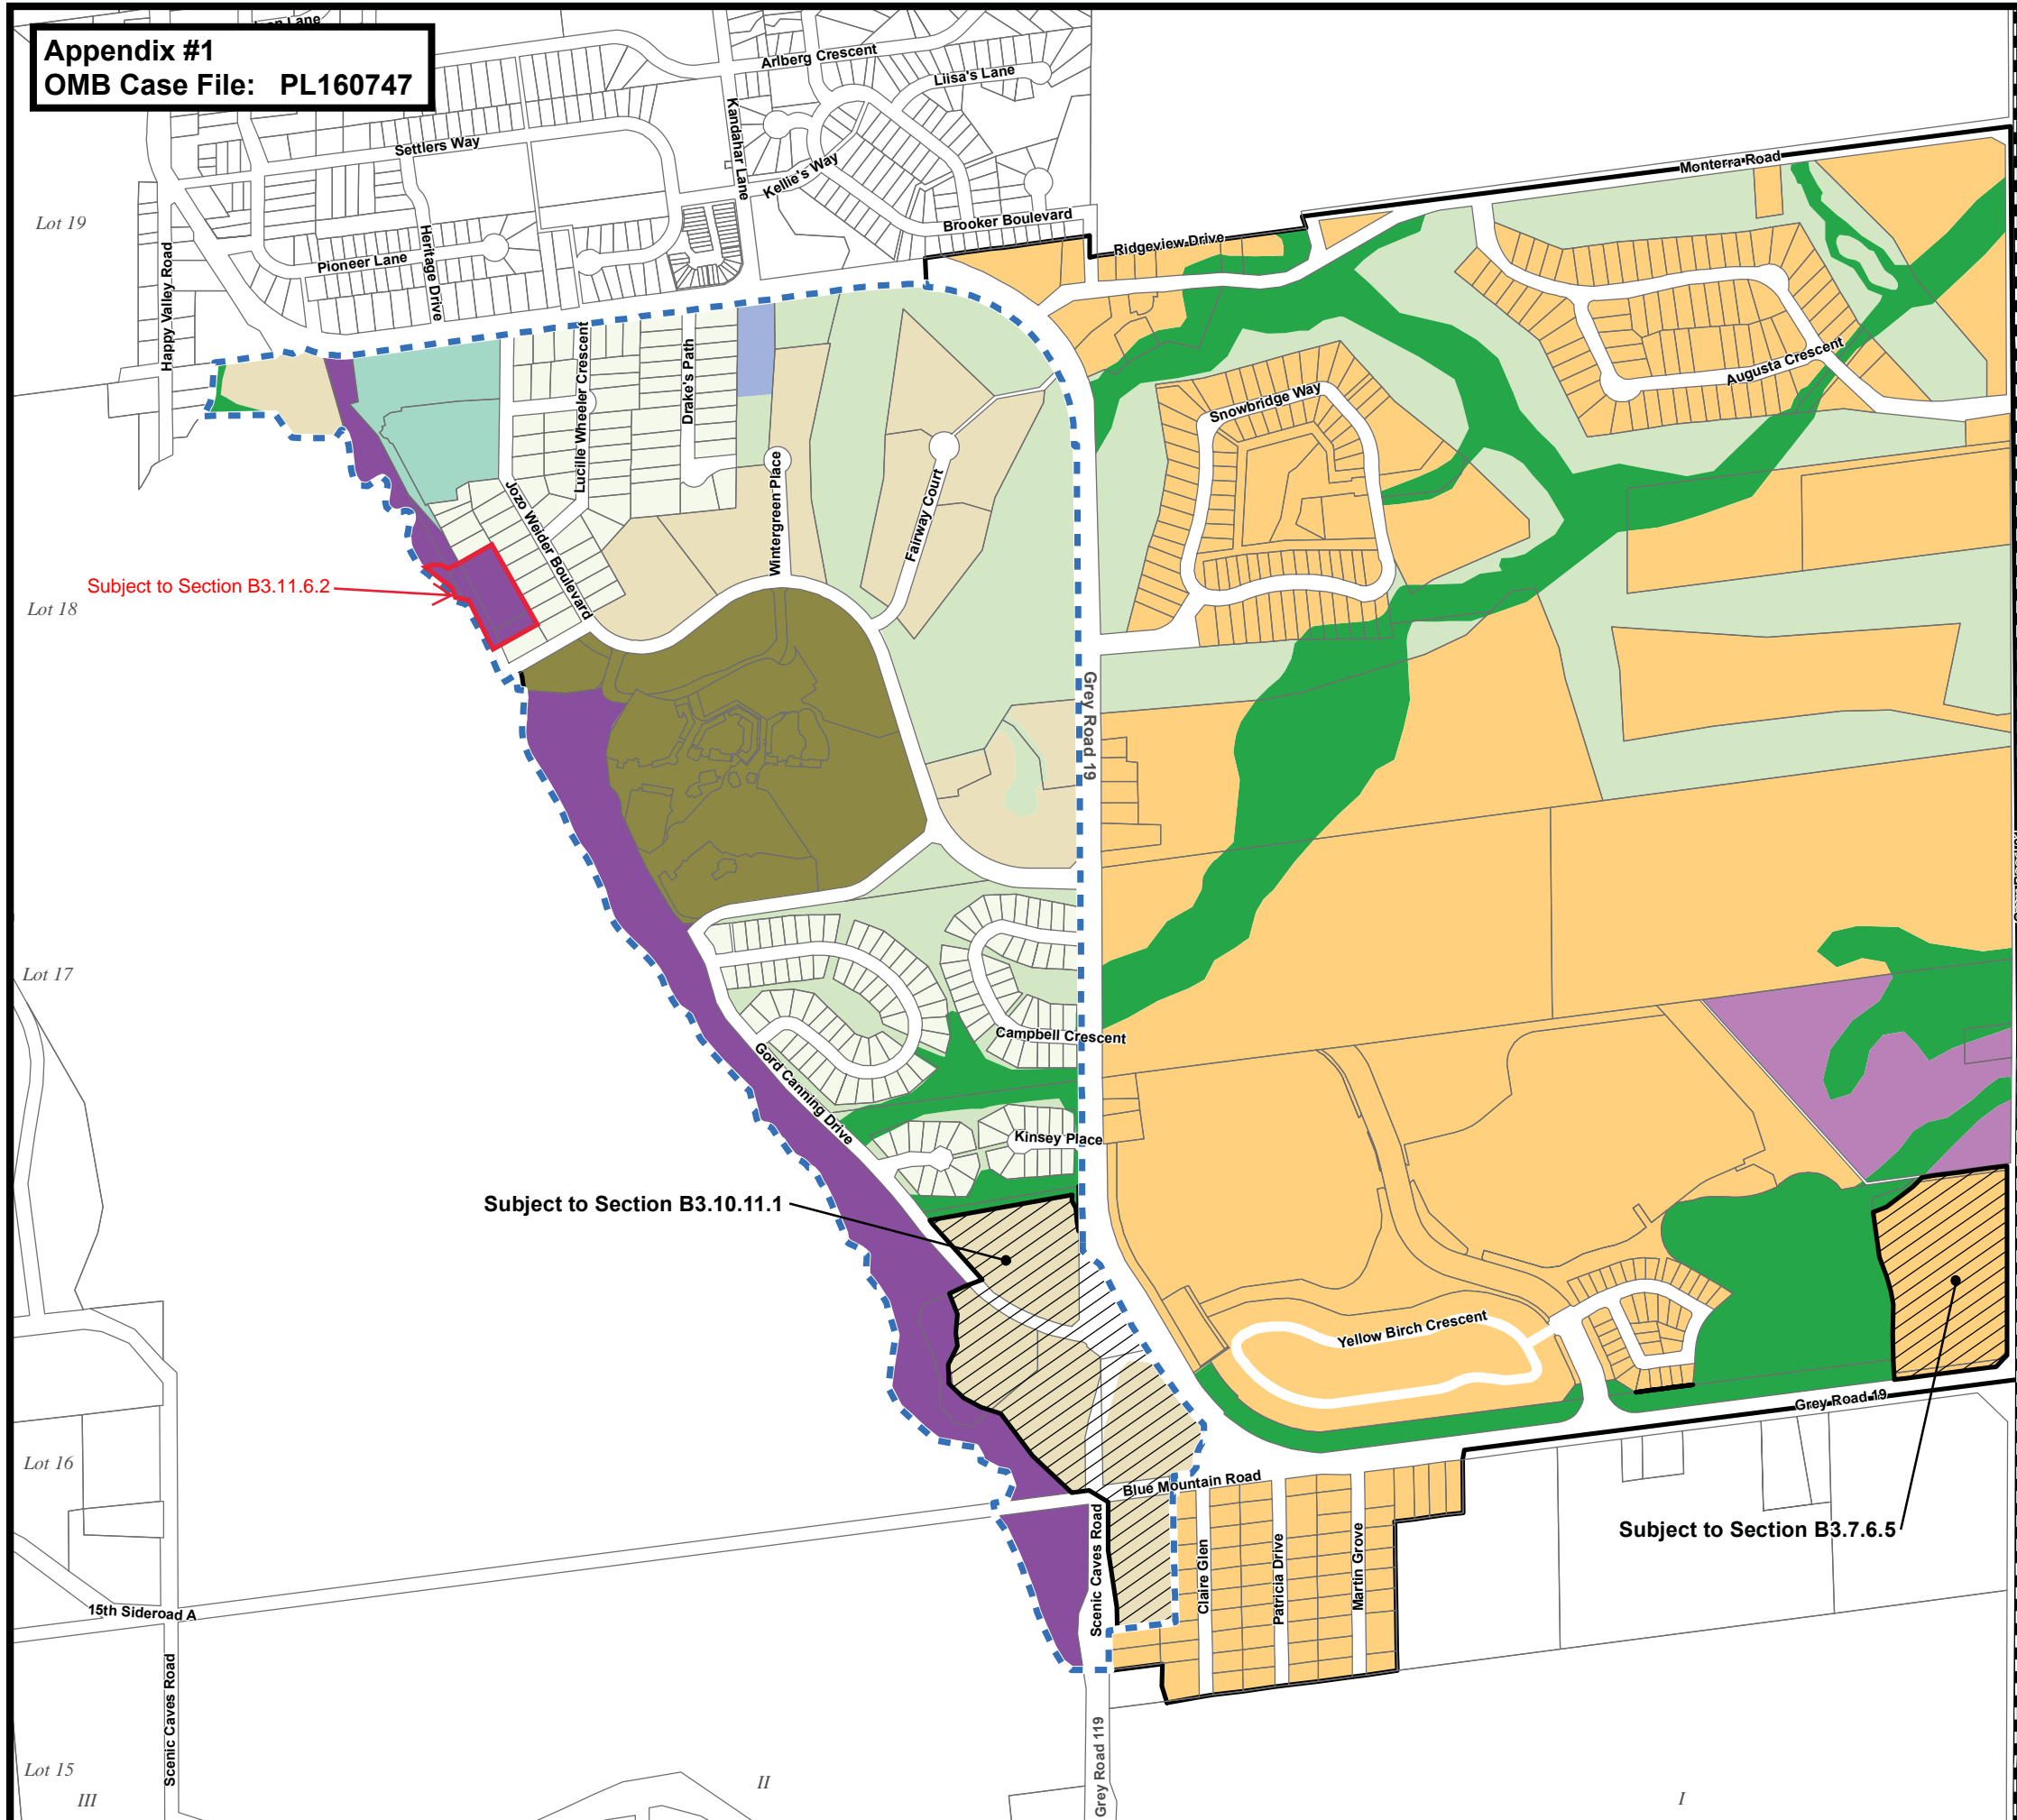 Appendix #1
OMB Case File: PL160747
Arlberg Crescent
Liisa's Lane
Kandahar Lane
Settlers Way
Kellie's Way
Monterra Road
Lot 19
Brooker Boulevard
Ridgeview Drive
Heritage Drive
Pioneer Lane
Happy Valley Road
Lucille Wheeler Crescent
Drake's Path
Augusta Crescent
Snowbridge Way
Jozo Weider Boulevard
Wintergreen Place
Fairway Court
Subject to Section B3.11.6.2
Lot 18
Grey Road 19
Lot 17
Campbell Crescent
Gord Canning Drive
Kinsey Place
Subject to Section B3.10.11.1
Yellow Birch Crescent
Grey Road 19
Lot 16
Blue Mountain Road
Subject to Section B3.7.6.5
Scenic Caves Road
Claire Glen
Patricia Drive
Martin Grove
15th Sideroad A
Scenic Caves Road
Grey Road 119
Lot 15
III
II
I